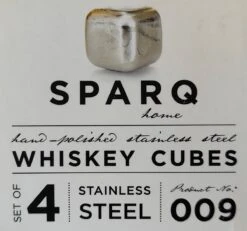 SPARQ
home
hand-polished stainless steel
WHISKEY CUBES
SET OF 4 STAINLESS STEEL Product No: 009